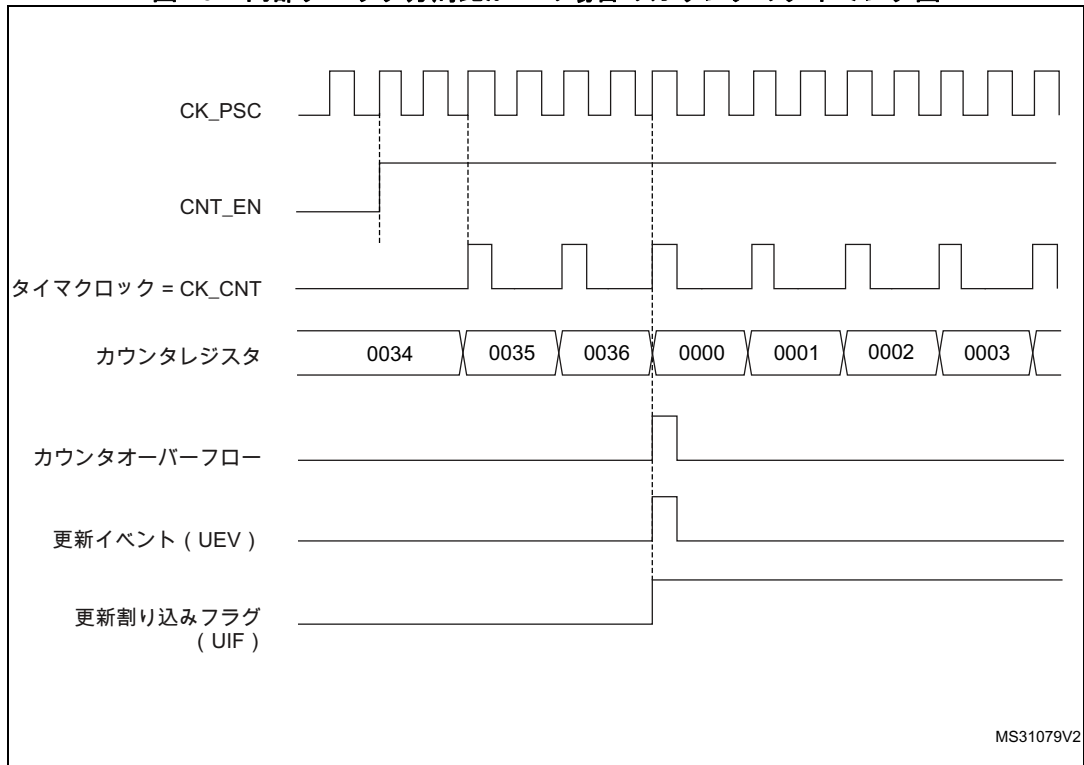 CK_PSC
CNT_EN
タイマクロック = CK_CNT
カウンタレジスタ
0034
0035
0036
0000
0001
0002
0003
カウンタオーバーフロー
更新イベント ( UEV )
更新割り込みフラグ
( UIF )
MS31079V2